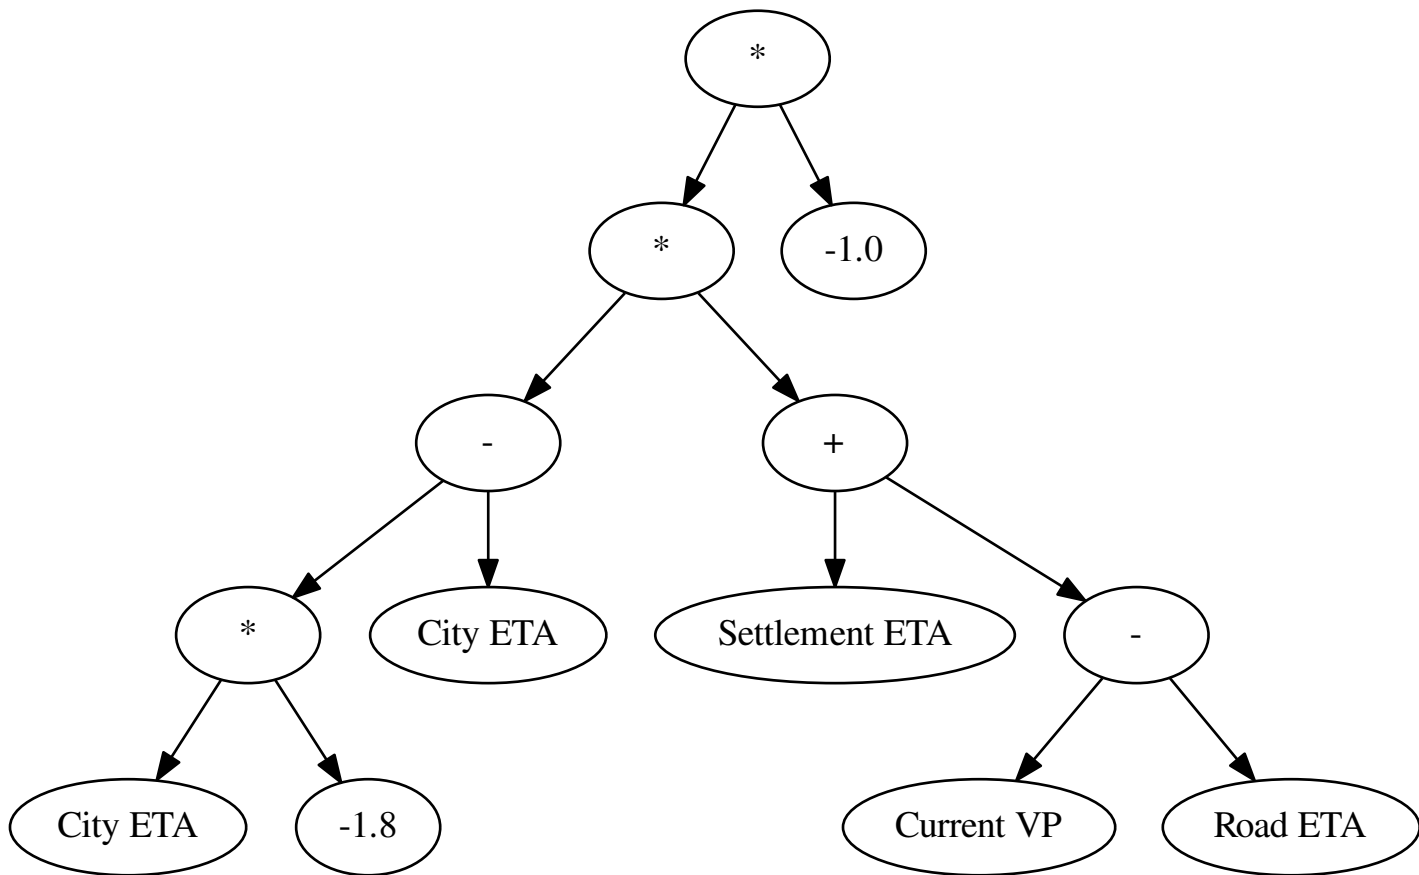 *
*
-1.0
-
+
*
City ETA
Settlement ETA
-
City ETA
-1.8
Current VP
Road ETA